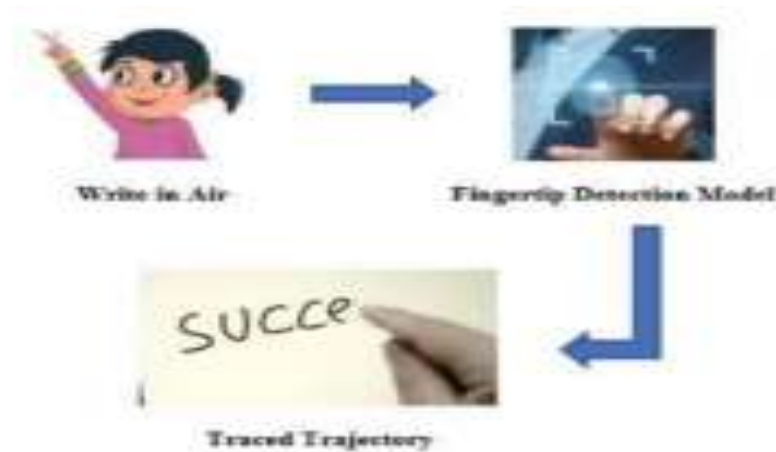 Write in Air
Fingertip Detection Model
succe
Traced Trajectory